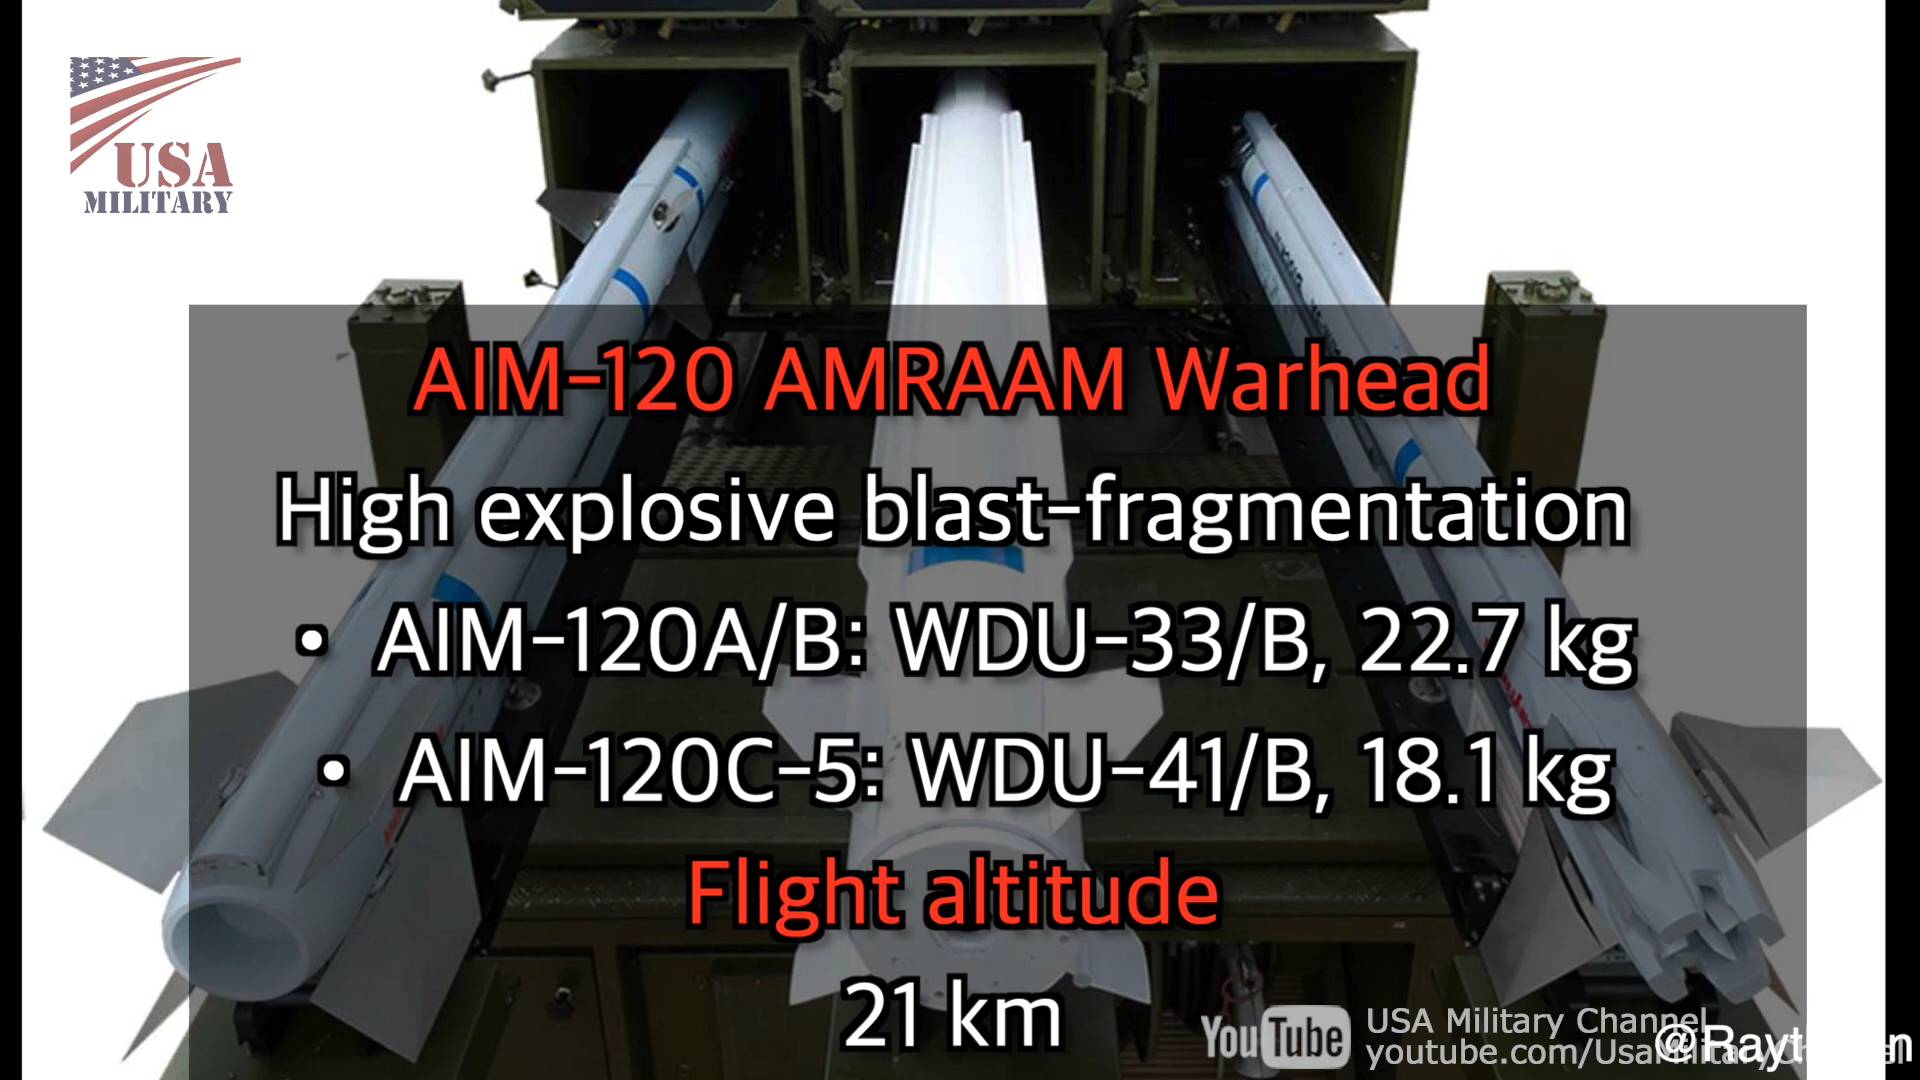 USA
MILITARY
AIM-120 AMRAAM Warhead
High explosive blast-fragmentation
• AIM-120A/B: WDU-33/B, 22.7 kg
• AIM-120C-5: WDU-41/B, 18.1 kg
Flight altitude
21 km
YouTube
USA Military Channel